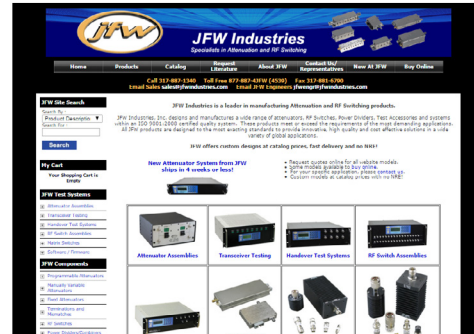 jfw
JFW Industries
Specialists in Attenuation and RF Switching
Home
Products
Catalog
Request
Literature
About JFW
Contact Us/
Representatives
New At JFW
Buy Online
Call 317-887-1340 Toll Free 877-887-4JFW (4539) Fax 317-881-6790
Email Sales sales@jfwindustries.com Email JFW Engineers jfwengr@jfwindustries.com
JFW Site Search
Search By -
Product Description
Search For -
Search
My Cart
Your Shopping Cart is
Empty
JFW Test Systems
Attenuator Assemblies
Transceiver Testing
Handover Test Systems
RF Switch Assemblies
Matrix Switches
Software / Firmware
JFW Components
Programmable Attenuators
Manually Variable
Attenuators
Fixed Attenuators
Terminations and
Mismatches
RF Switches
Power Dividers/Combiners
JFW Industries is a leader in manufacturing Attenuation and RF Switching products.
JFW Industries, Inc. designs and manufactures a wide range of attenuators, RF Switches, Power Dividers, Test Accessories and Systems
within an ISO 9001-2000 certified quality system. These products meet or exceed the requirements of the most demanding applications.
All JFW products are designed to the most exacting standards to provide innovative, high quality and cost effective solutions in a wide
variety of global applications.
JFW offers custom designs at catalog prices, fast delivery and no NRE!
New Attenuator System from JFW
ships in 4 weeks or less!
Request quotes online for all website models.
Some models available to buy online.
For your specific application, please contact us.
Custom models at catalog prices with no NRE!
Attenuator Assemblies
Transceiver Testing
Handover Test Systems
RF Switch Assemblies